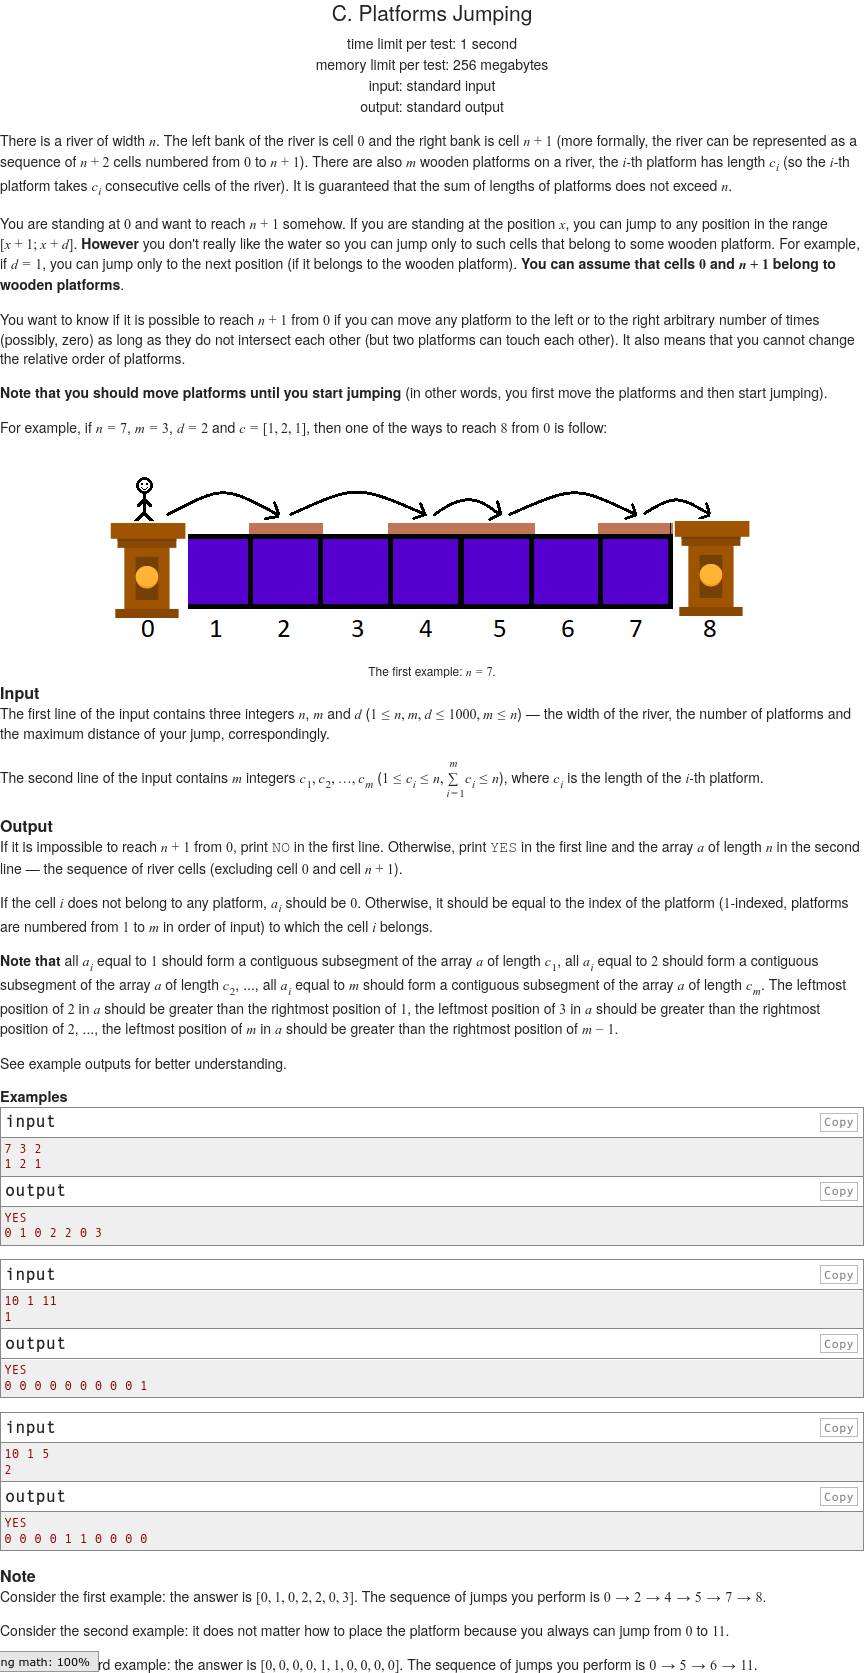 C. Platforms Jumping
time limit per test: 1 second
memory limit per test: 256 megabytes
input: standard input
output: standard output
There is a river of width n. The left bank of the river is cell 0 and the right bank is cell n + 1 (more formally, the river can be represented as a
sequence of n + 2 cells numbered from 0 to n + 1). There are also m wooden platforms on a river, the i-th platform has length c_i (so the i-th
platform takes c_i consecutive cells of the river). It is guaranteed that the sum of lengths of platforms does not exceed n.
You are standing at 0 and want to reach n + 1 somehow. If you are standing at the position x, you can jump to any position in the range
[x + 1; x + d]. However you don't really like the water so you can jump only to such cells that belong to some wooden platform. For example,
if d = 1, you can jump only to the next position (if it belongs to the wooden platform). You can assume that cells 0 and n + 1 belong to
wooden platforms.
You want to know if it is possible to reach n + 1 from 0 if you can move any platform to the left or to the right arbitrary number of times
(possibly, zero) as long as they do not intersect each other (but two platforms can touch each other). It also means that you cannot change
the relative order of platforms.
Note that you should move platforms until you start jumping (in other words, you first move the platforms and then start jumping).
For example, if n = 7, m = 3, d = 2 and c = [1, 2, 1], then one of the ways to reach 8 from 0 is follow:
0 1 2 3 4 5 6 7 8
The first example: n = 7.
Input
The first line of the input contains three integers n, m and d (1 ≤ n, m, d ≤ 1000, m ≤ n) — the width of the river, the number of platforms and
the maximum distance of your jump, correspondingly.
The second line of the input contains m integers c_1, c_2, …, c_m (1 ≤ c_i ≤ n, ∑_{i=1}^{m} c_i ≤ n), where c_i is the length of the i-th platform.
Output
If it is impossible to reach n + 1 from 0, print NO in the first line. Otherwise, print YES in the first line and the array a of length n in the second
line — the sequence of river cells (excluding cell 0 and cell n + 1).
If the cell i does not belong to any platform, a_i should be 0. Otherwise, it should be equal to the index of the platform (1-indexed, platforms
are numbered from 1 to m in order of input) to which the cell i belongs.
Note that all a_i equal to 1 should form a contiguous subsegment of the array a of length c_1, all a_i equal to 2 should form a contiguous
subsegment of the array a of length c_2, ..., all a_i equal to m should form a contiguous subsegment of the array a of length c_m. The leftmost
position of 2 in a should be greater than the rightmost position of 1, the leftmost position of 3 in a should be greater than the rightmost
position of 2, ..., the leftmost position of m in a should be greater than the rightmost position of m − 1.
See example outputs for better understanding.
Examples
input Copy
7 3 2
1 2 1
output Copy
YES
0 1 0 2 2 0 3
input Copy
10 1 11
1
output Copy
YES
0 0 0 0 0 0 0 0 0 1
input Copy
10 1 5
2
output Copy
YES
0 0 0 0 1 1 0 0 0 0
Note
Consider the first example: the answer is [0, 1, 0, 2, 2, 0, 3]. The sequence of jumps you perform is 0 → 2 → 4 → 5 → 7 → 8.
Consider the second example: it does not matter how to place the platform because you always can jump from 0 to 11.
ng math: 100% rd example: the answer is [0, 0, 0, 0, 1, 1, 0, 0, 0, 0]. The sequence of jumps you perform is 0 → 5 → 6 → 11.